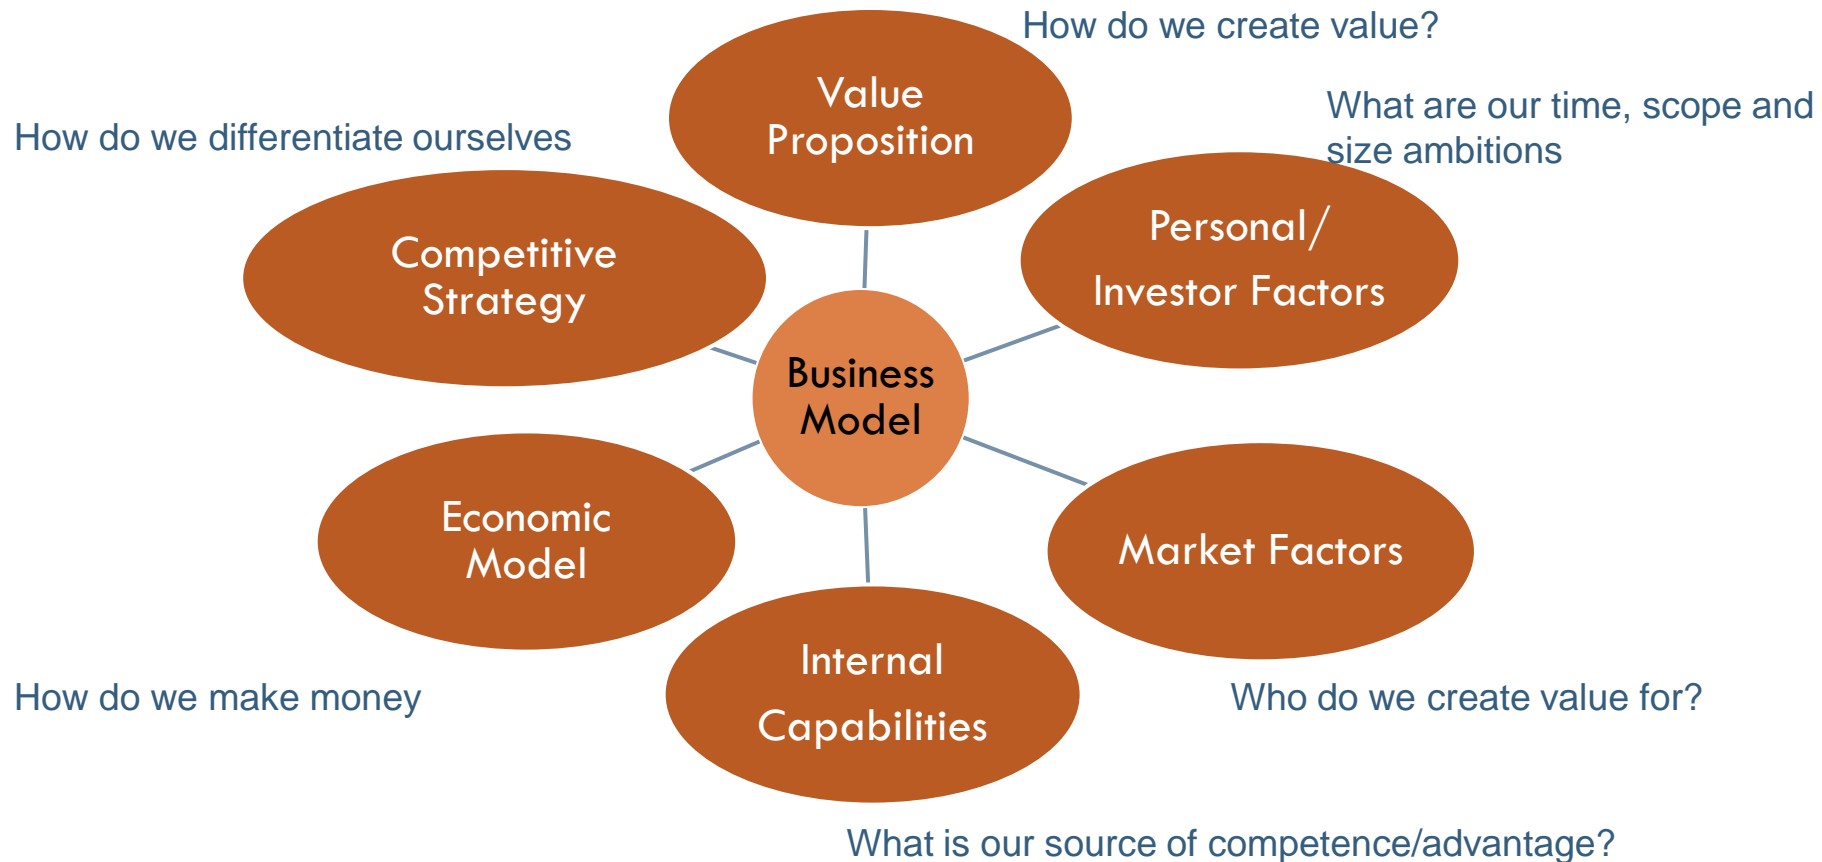 How do we create value?
Value
Proposition
What are our time, scope and
size ambitions
How do we differentiate ourselves
Personal/
Investor Factors
Competitive
Strategy
Business
Model
Economic
Model
Market Factors
Internal
Capabilities
How do we make money
Who do we create value for?
What is our source of competence/advantage?